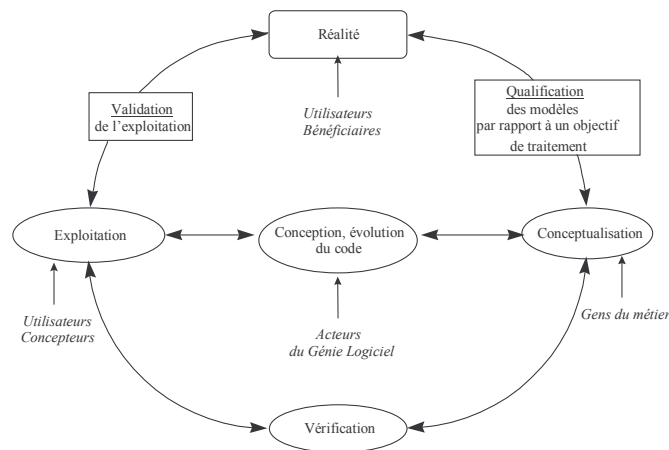 Réalité
Validation
de l'exploitation
Utilisateurs
Bénéficiaires
Qualification
des modèles
par rapport à un objectif
de traitement
Exploitation
Conception, évolution
du code
Conceptualisation
Utilisateurs
Concepteurs
Acteurs
du Génie Logiciel
Gens du métier
Vérification